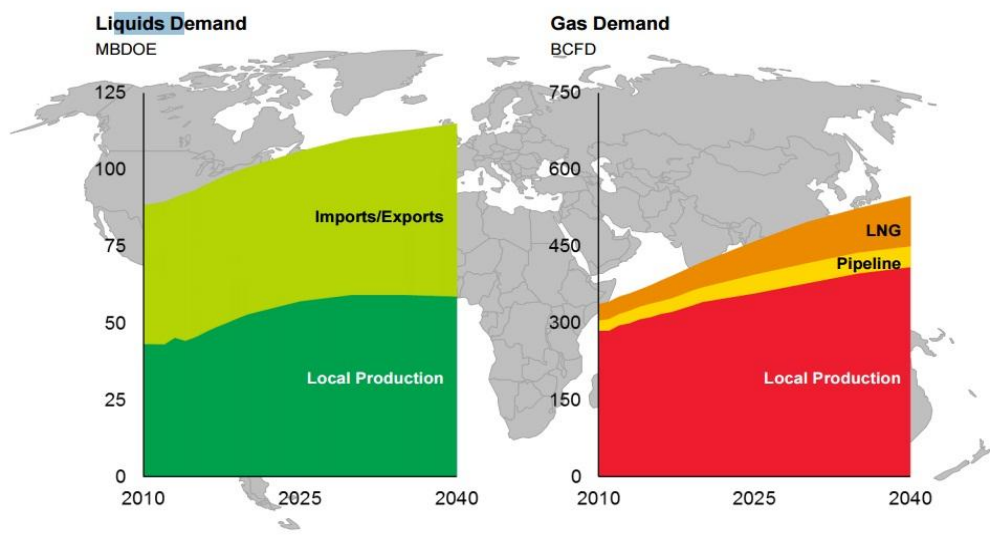 Liquids Demand
MBDOE
125
100
75
50
25
0
2010
2025
2040
Imports/Exports
Local Production
Gas Demand
BCFD
750
600
450
300
150
0
2010
2025
2040
LNG
Pipeline
Local Production